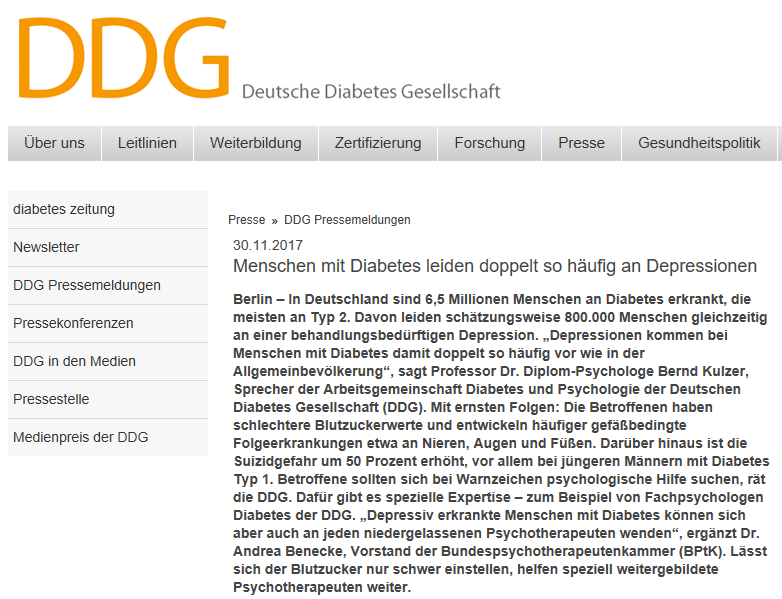 DDG
Deutsche Diabetes Gesellschaft
Über uns
Leitlinien
Weiterbildung
Zertifizierung
Forschung
Presse
Gesundheitspolitik
diabetes zeitung
Newsletter
DDG Pressemeldungen
Pressekonferenzen
DDG in den Medien
Pressestelle
Medienpreis der DDG
Presse » DDG Pressemeldungen
30.11.2017
Menschen mit Diabetes leiden doppelt so häufig an Depressionen
Berlin – In Deutschland sind 6,5 Millionen Menschen an Diabetes erkrankt, die
meisten an Typ 2. Davon leiden schätzungsweise 800.000 Menschen gleichzeitig
an einer behandlungsbedürftigen Depression. „Depressionen kommen bei
Menschen mit Diabetes damit doppelt so häufig vor wie in der
Allgemeinbevölkerung“, sagt Professor Dr. Diplom-Psychologe Bernd Kulzer,
Sprecher der Arbeitsgemeinschaft Diabetes und Psychologie der Deutschen
Diabetes Gesellschaft (DDG). Mit ernsten Folgen: Die Betroffenen haben
schlechtere Blutzuckerwerte und entwickeln häufiger gefäßbedingte
Folgeerkrankungen etwa an Nieren, Augen und Füßen. Darüber hinaus ist die
Suizidgefahr um 50 Prozent erhöht, vor allem bei jüngeren Männern mit Diabetes
Typ 1. Betroffene sollten sich bei Warnzeichen psychologische Hilfe suchen, rät
die DDG. Dafür gibt es spezielle Expertise – zum Beispiel von Fachpsychologen
Diabetes der DDG. „Depressiv erkrankte Menschen mit Diabetes können sich
aber auch an jeden niedergelassenen Psychotherapeuten wenden“, ergänzt Dr.
Andrea Benecke, Vorstand der Bundespsychotherapeutenkammer (BPtK). Lässt
sich der Blutzucker nur schwer einstellen, helfen speziell weitergebildete
Psychotherapeuten weiter.